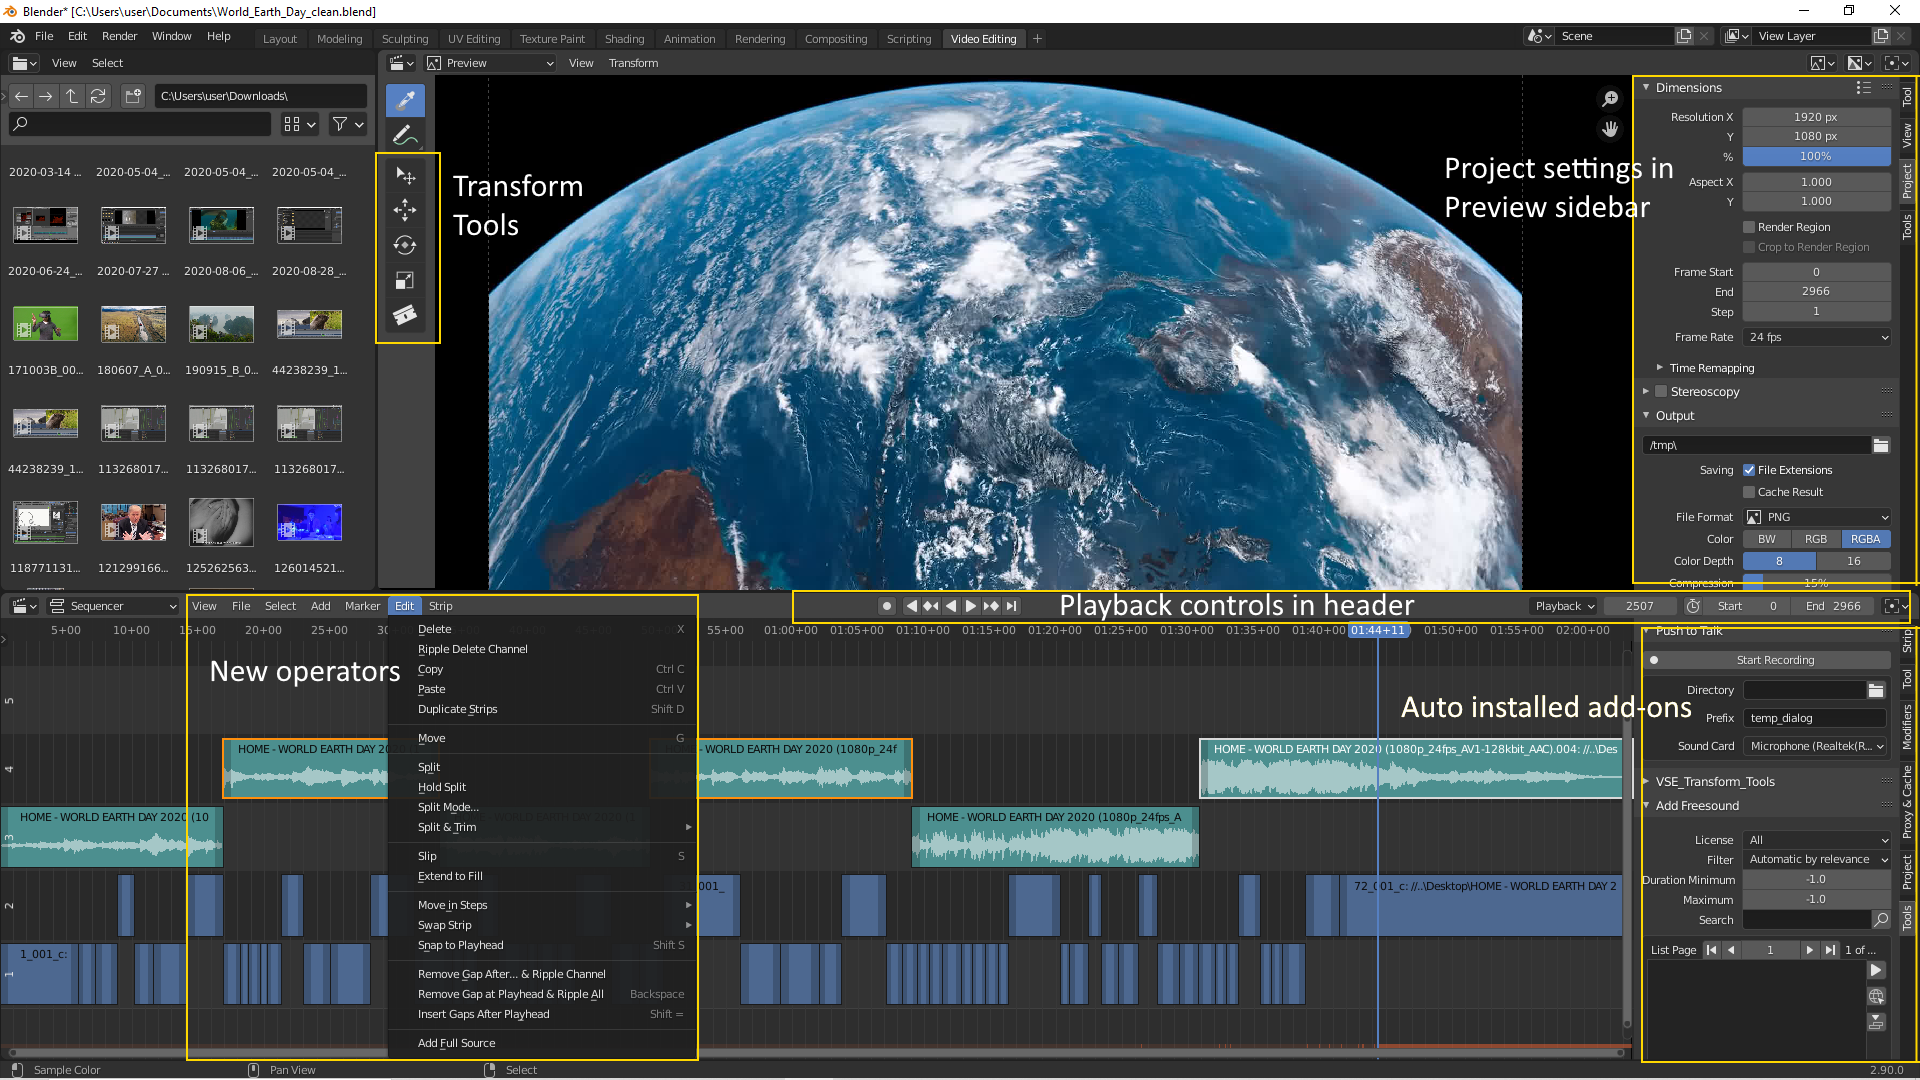 Blender* [C:\Users\user\Documents\World_Earth_Day_clean.blend]
File Edit Render Window Help Layout Modeling Sculpting UV Editing Texture Paint Shading Animation Rendering Compositing Scripting Video Editing + Scene View Layer
View Select Preview View Transform
C:\Users\user\Downloads\
2020-03-14 ... 2020-05-04_... 2020-05-04_... 2020-05-04_...
2020-06-24_... 2020-07-27 ... 2020-08-06_... 2020-08-28_...
171003B_00... 180607_A_0... 190915_B_0... 44238239_1...
44238239_1... 113268017... 113268017... 113268017...
118771131... 121299166... 125262563... 126014521...
Transform
Tools
Project settings in
Preview sidebar
Dimensions
Resolution X 1920 px
Y 1080 px
% 100%
Aspect X 1.000
Y 1.000
Render Region
Crop to Render Region
Frame Start 0
End 2966
Step 1
Frame Rate 24 fps
Time Remapping
Stereoscopy
Output
/tmp\
Saving File Extensions
Cache Result
File Format PNG
Color BW RGB RGBA
Color Depth 8 16
Compression 15%
Tool
View
Project
Tools
Sequencer View File Select Add Marker Edit Strip
Playback controls in header
Playback 2507 Start 0 End 2966
5+00 10+00 15+00 20+00 25+00 55+00 01:00+00 01:05+00 01:10+00 01:15+00 01:20+00 01:25+00 01:30+00 01:35+00 01:40+00 01:44+11 01:50+00 01:55+00 02:00+00
New operators
Delete X
Ripple Delete Channel
Copy Ctrl C
Paste Ctrl V
Duplicate Strips Shift D
Move G
Split
Hold Split
Split Mode...
Split & Trim
Slip S
Extend to Fill
Move in Steps
Swap Strip
Snap to Playhead Shift S
Remove Gap After... & Ripple Channel
Remove Gap at Playhead & Ripple All Backspace
Insert Gaps After Playhead Shift =
Add Full Source
5
4
3
2
1
HOME - WORLD EARTH DAY 20
HOME - WORLD EARTH DAY 2020 (1080p_24f
HOME - WORLD EARTH DAY 2020 (1080p_24fps_AV1-128kbit_AAC).004: //..\Des
HOME - WORLD EARTH DAY 2020 (10
HOME - WORLD EARTH DAY 2020 (1080p_24fps_A
001_
72_001_c: //..\Desktop\HOME - WORLD EARTH DAY 2
1_001_c:
Auto installed add-ons
Push to Talk
Start Recording
Directory
Prefix temp_dialog
Sound Card Microphone (Realtek(R...
VSE_Transform_Tools
Add Freesound
License All
Filter Automatic by relevance
Duration Minimum -1.0
Maximum -1.0
Search
List Page 1 1 of ...
Strip
Tool
Modifiers
Proxy & Cache
Project
Tools
Sample Color Pan View Select 2.90.0